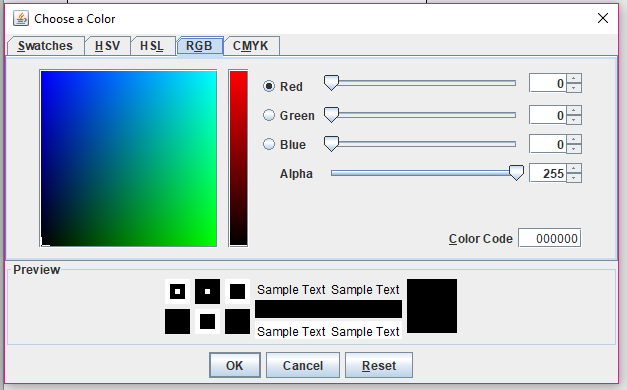 Choose a Color
Swatches HSV HSL RGB CMYK
Red 0
Green 0
Blue 0
Alpha 255
Color Code 000000
Preview
Sample Text Sample Text
Sample Text Sample Text
OK Cancel Reset